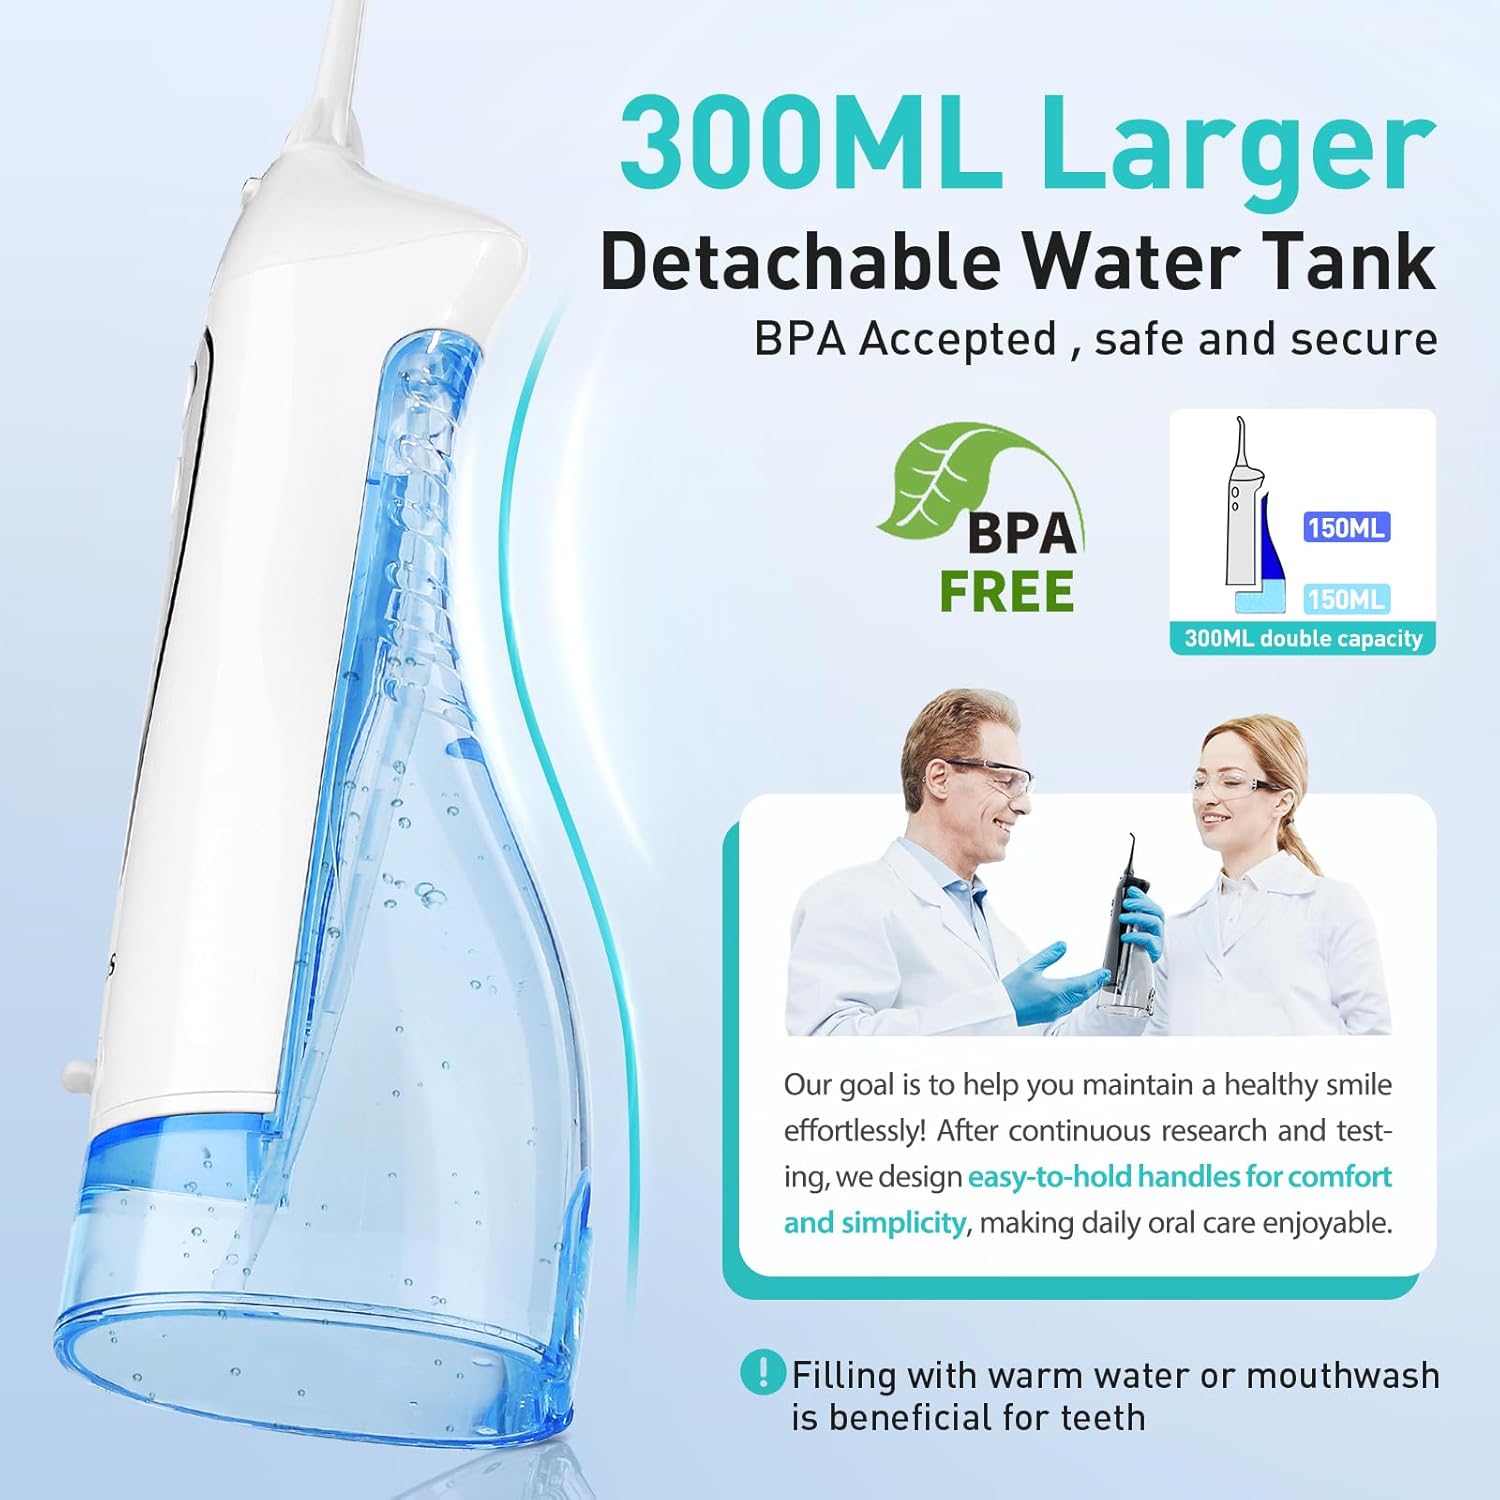 300ML Larger
Detachable Water Tank
BPA Accepted , safe and secure
BPA
FREE
150ML
150ML
300ML double capacity
Our goal is to help you maintain a healthy smile
effortlessly! After continuous research and test-
ing, we design easy-to-hold handles for comfort
and simplicity, making daily oral care enjoyable.
! Filling with warm water or mouthwash
is beneficial for teeth